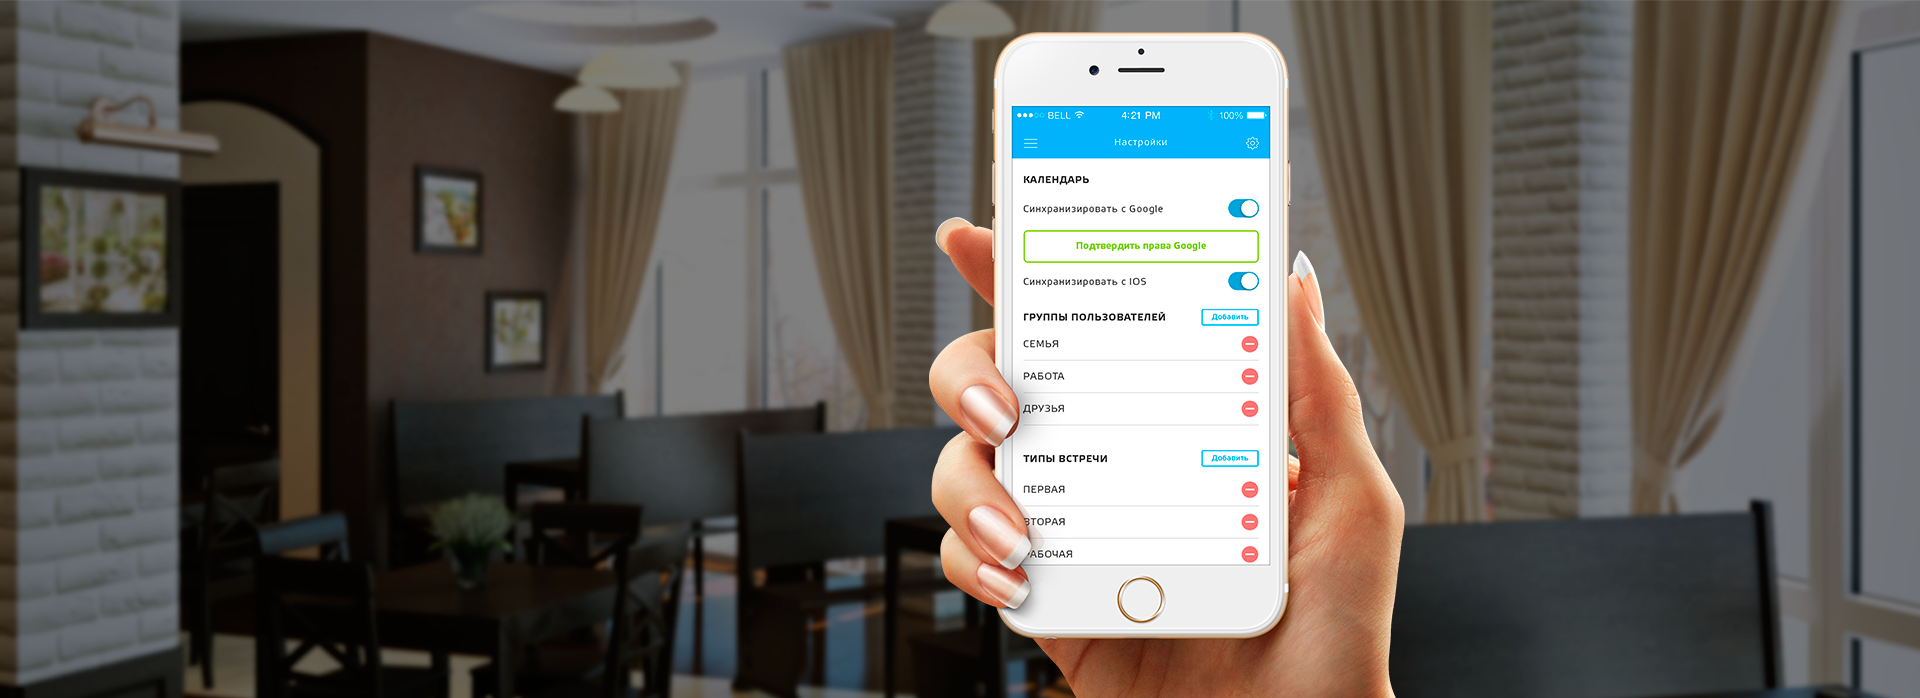 BELL 4:21 PM 100%
Настройки
КАЛЕНДАРЬ
Синхранизировать с Google
Подтвердить права Google
Синхранизировать с IOS
ГРУППЫ ПОЛЬЗОВАТЕЛЕЙ Добавить
СЕМЬЯ
РАБОТА
ДРУЗЬЯ
ТИПЫ ВСТРЕЧИ Добавить
ПЕРВАЯ
ВТОРАЯ
РАБОЧАЯ